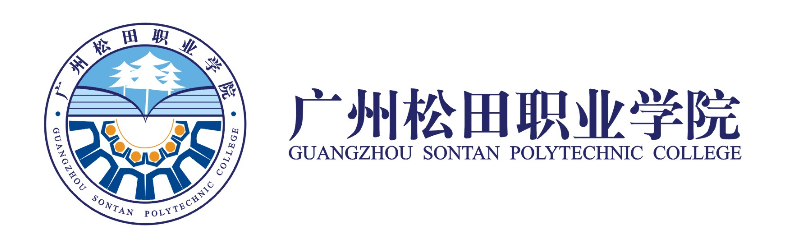 广州松田职业学院
GUANGZHOU SONTAN POLYTECHNIC COLLEGE
广州松田职业学院
GUANGZHOU SONTAN POLYTECHNIC COLLEGE